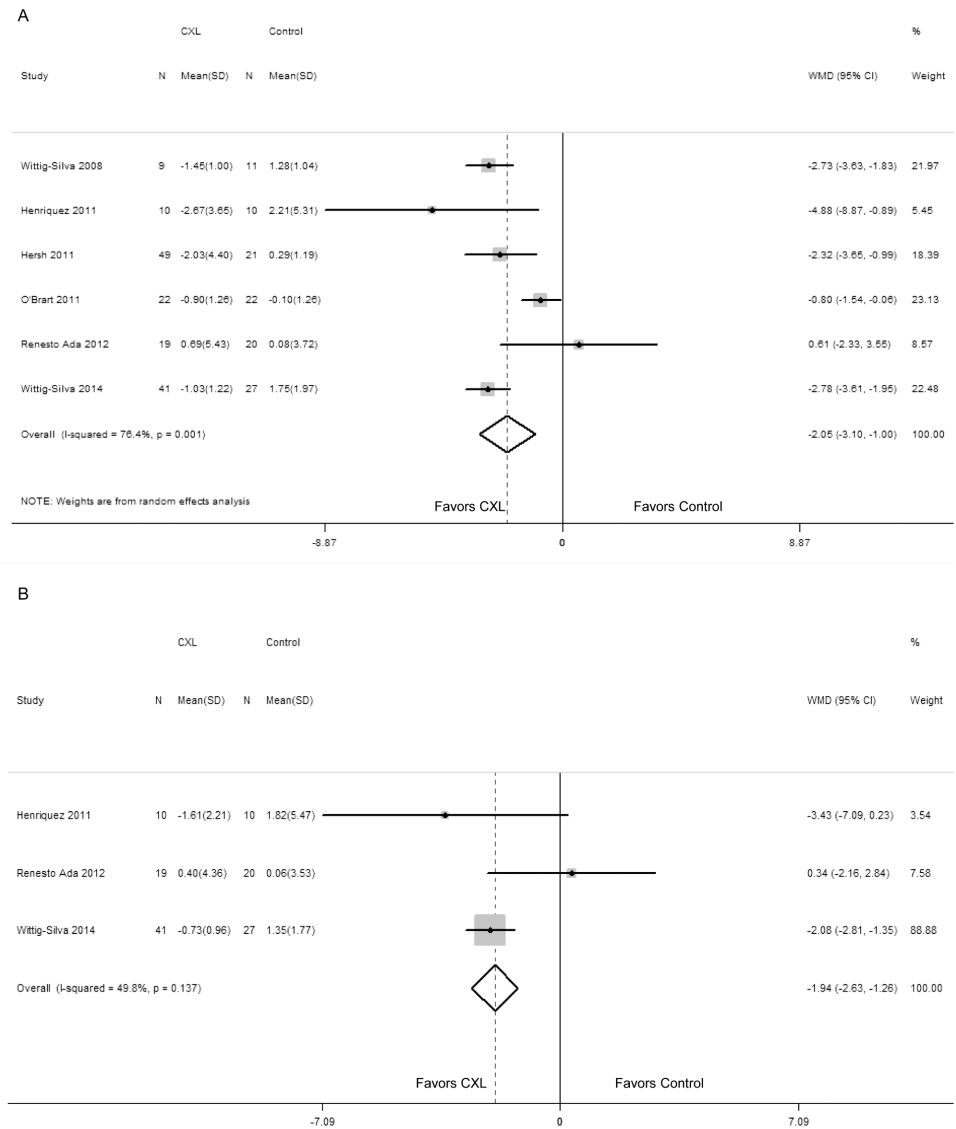 A
CXL Control %
Study N Mean(SD) N Mean(SD) WMD (95% CI) Weight
Wittig-Silva 2008 9 -1.45(1.00) 11 1.28(1.04) -2.73 (-3.63, -1.83) 21.97
Henriquez 2011 10 -2.67(3.65) 10 2.21(5.31) -4.88 (-8.87, -0.89) 5.45
Hersh 2011 49 -2.03(4.40) 21 0.29(1.19) -2.32 (-3.65, -0.99) 18.39
O'Brart 2011 22 -0.90(1.26) 22 -0.10(1.26) -0.80 (-1.54, -0.06) 23.13
Renesto Ada 2012 19 0.69(5.43) 20 0.08(3.72) 0.61 (-2.33, 3.55) 8.57
Wittig-Silva 2014 41 -1.03(1.22) 27 1.75(1.97) -2.78 (-3.61, -1.95) 22.48
Overall (I-squared = 76.4%, p = 0.001) -2.05 (-3.10, -1.00) 100.00
NOTE: Weights are from random effects analysis
Favors CXL Favors Control
-8.87 0 8.87
B
CXL Control %
Study N Mean(SD) N Mean(SD) WMD (95% CI) Weight
Henriquez 2011 10 -1.61(2.21) 10 1.82(5.47) -3.43 (-7.09, 0.23) 3.54
Renesto Ada 2012 19 0.40(4.36) 20 0.06(3.53) 0.34 (-2.16, 2.84) 7.58
Wittig-Silva 2014 41 -0.73(0.96) 27 1.35(1.77) -2.08 (-2.81, -1.35) 88.88
Overall (I-squared = 49.8%, p = 0.137) -1.94 (-2.63, -1.26) 100.00
Favors CXL Favors Control
-7.09 0 7.09